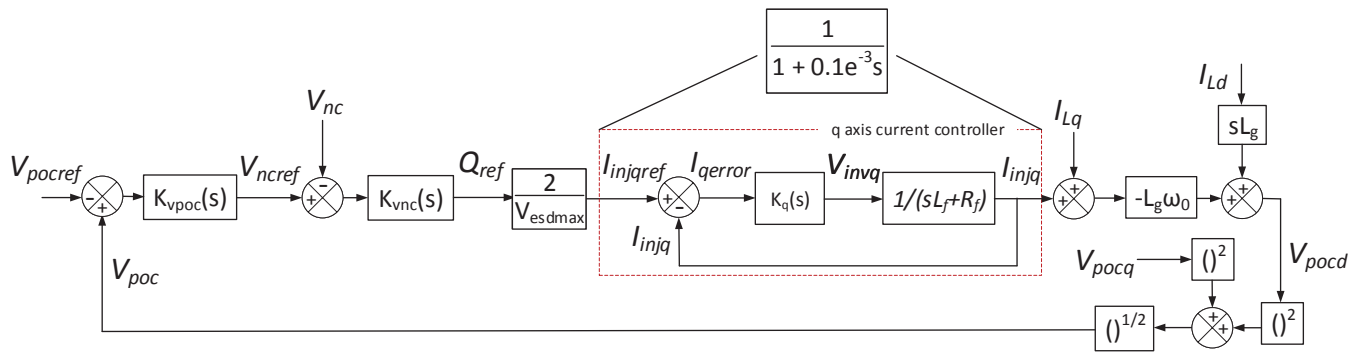 1
1 + 0.1e-3s
I_Ld
V_nc
I_Lq
sL_g
q axis current controller
V_pocref
V_ncref
Q_ref
2
V_esdmax
I_injqref
I_qerror
V_invq
I_injq
- +
K_vpoc(s)
- +
K_vnc(s)
+ -
K_q(s)
1/(sL_f+R_f)
+ +
-L_gω_0
+ +
I_injq
V_poc
V_pocq
()^2
V_pocd
()^1/2
+ +
()^2